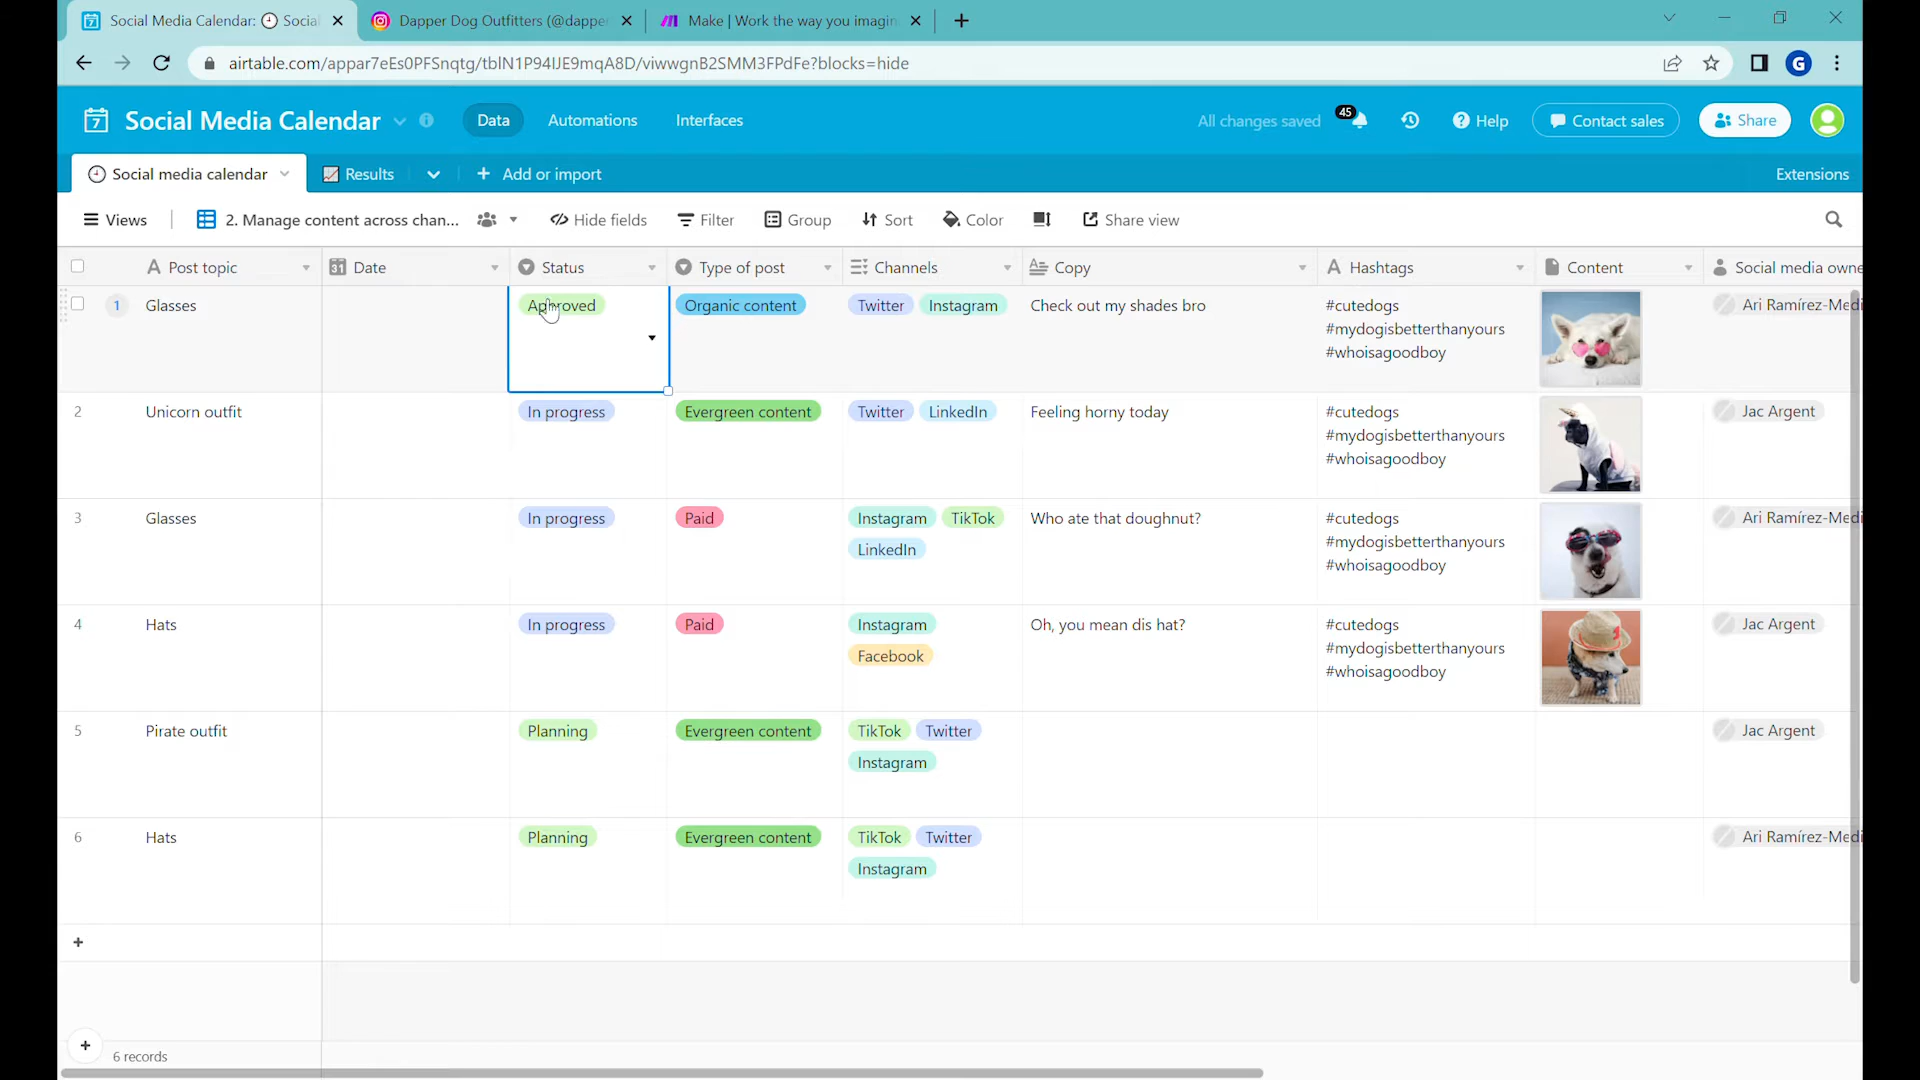 Social Media Calendar: Social
Dapper Dog Outfitters (@dapper
Make | Work the way you imagin
airtable.com/appar7eEs0PFSnqtg/tblN1P94IJE9mqA8D/viwwgnB2SMM3FPdFe?blocks=hide
G
7 Social Media Calendar Data Automations Interfaces All changes saved 45 Help Contact sales Share
Social media calendar Results + Add or import Extensions
Views 2. Manage content across chan... Hide fields Filter Group Sort Color Share view
Post topic Date Status Type of post Channels Copy Hashtags Content Social media owne
1 Glasses Approved Organic content Twitter Instagram Check out my shades bro #cutedogs Ari Ramírez-Medi
#mydogisbetterthanyours
#whoisagoodboy
2 Unicorn outfit In progress Evergreen content Twitter LinkedIn Feeling horny today #cutedogs Jac Argent
#mydogisbetterthanyours
#whoisagoodboy
3 Glasses In progress Paid Instagram TikTok Who ate that doughnut? #cutedogs Ari Ramírez-Medi
LinkedIn #mydogisbetterthanyours
#whoisagoodboy
4 Hats In progress Paid Instagram Oh, you mean dis hat? #cutedogs Jac Argent
Facebook #mydogisbetterthanyours
#whoisagoodboy
5 Pirate outfit Planning Evergreen content TikTok Twitter Jac Argent
Instagram
6 Hats Planning Evergreen content TikTok Twitter Ari Ramírez-Medi
Instagram
+
+ 6 records